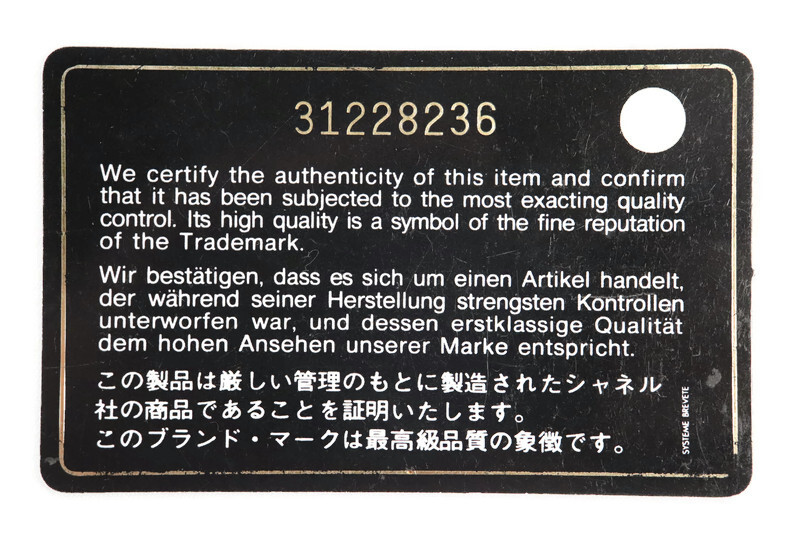 31228236
We certify the authenticity of this item and confirm
that it has been subjected to the most exacting quality
control. Its high quality is a symbol of the fine reputation
of the Trademark.
Wir bestätigen, dass es sich um einen Artikel handelt,
der während seiner Herstellung strengsten Kontrollen
unterworfen war, und dessen erstklassige Qualität
dem hohen Ansehen unserer Marke entspricht.
この製品は厳しい管理のもとに製造されたシャネル
社の商品であることを証明いたします。
このブランド・マークは最高級品質の象徴です。
SYSTEME BREVETE